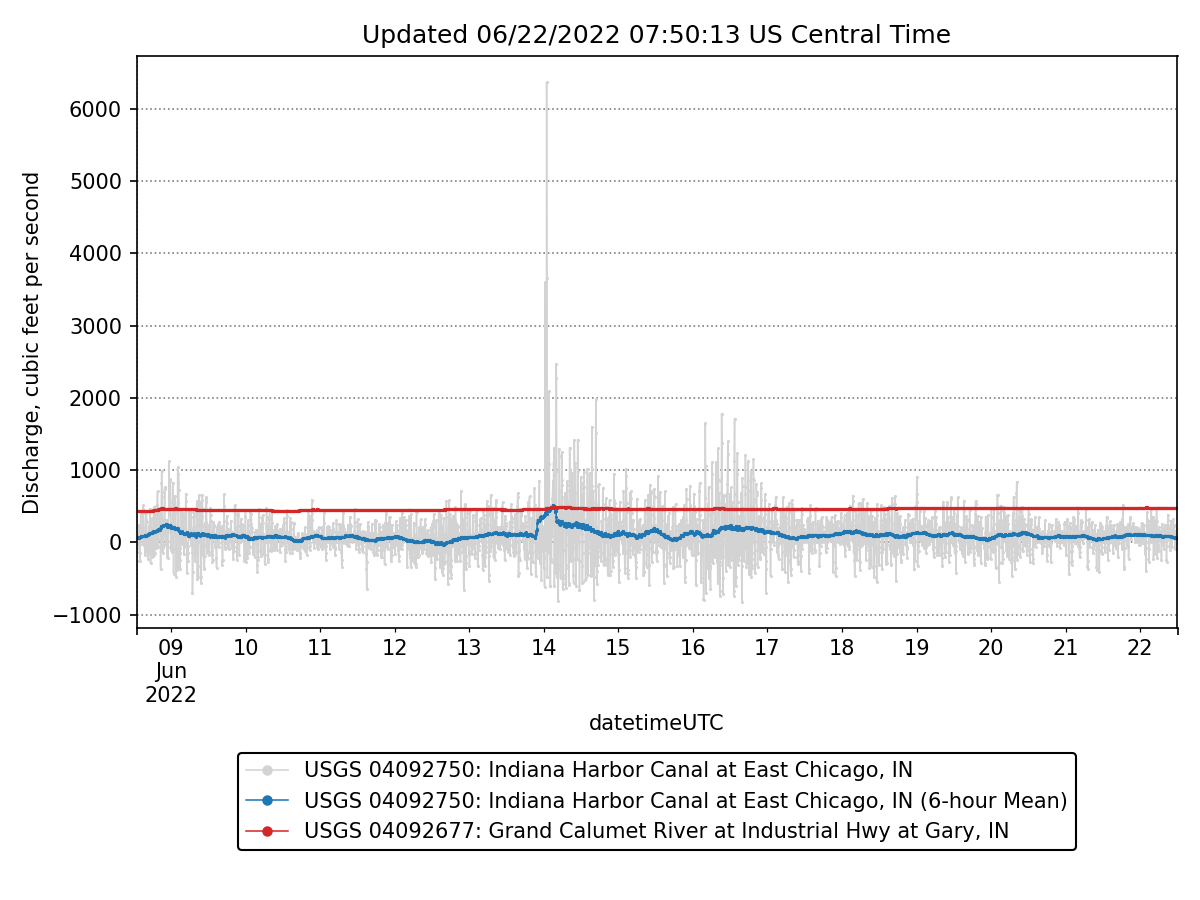 Updated 06/22/2022 07:50:13 US Central Time
Discharge, cubic feet per second
6000
5000
4000
3000
2000
1000
0
−1000
09 10 11 12 13 14 15 16 17 18 19 20 21 22
Jun
2022
datetimeUTC
USGS 04092750: Indiana Harbor Canal at East Chicago, IN
USGS 04092750: Indiana Harbor Canal at East Chicago, IN (6-hour Mean)
USGS 04092677: Grand Calumet River at Industrial Hwy at Gary, IN